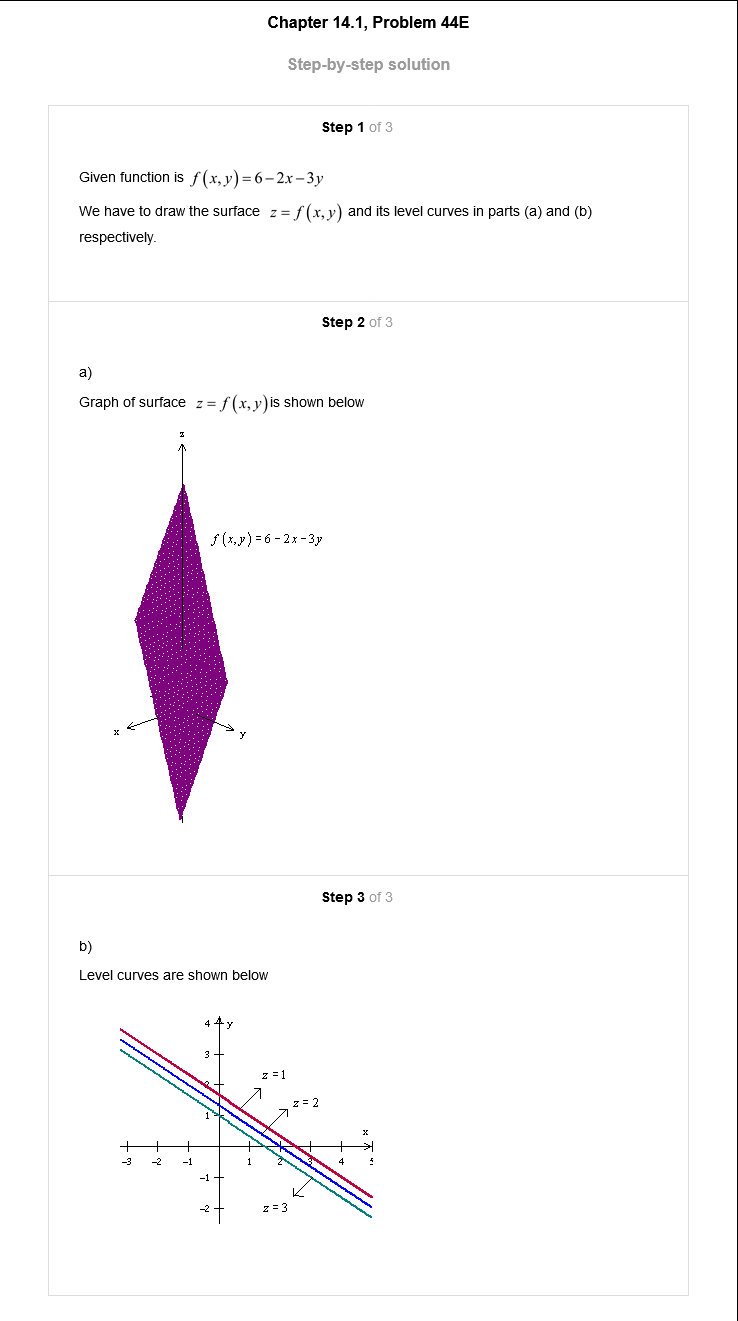 Chapter 14.1, Problem 44E
Step-by-step solution
Step 1 of 3
Given function is f(x,y)=6−2x−3y
We have to draw the surface z=f(x,y) and its level curves in parts (a) and (b)
respectively.
Step 2 of 3
a)
Graph of surface z=f(x,y)is shown below
z
f(x,y)=6−2x−3y
x
y
Step 3 of 3
b)
Level curves are shown below
4 y
3
z=1
2
z=2
1
x
−3 −2 −1 1 2 3 4 5
−1
−2
z=3